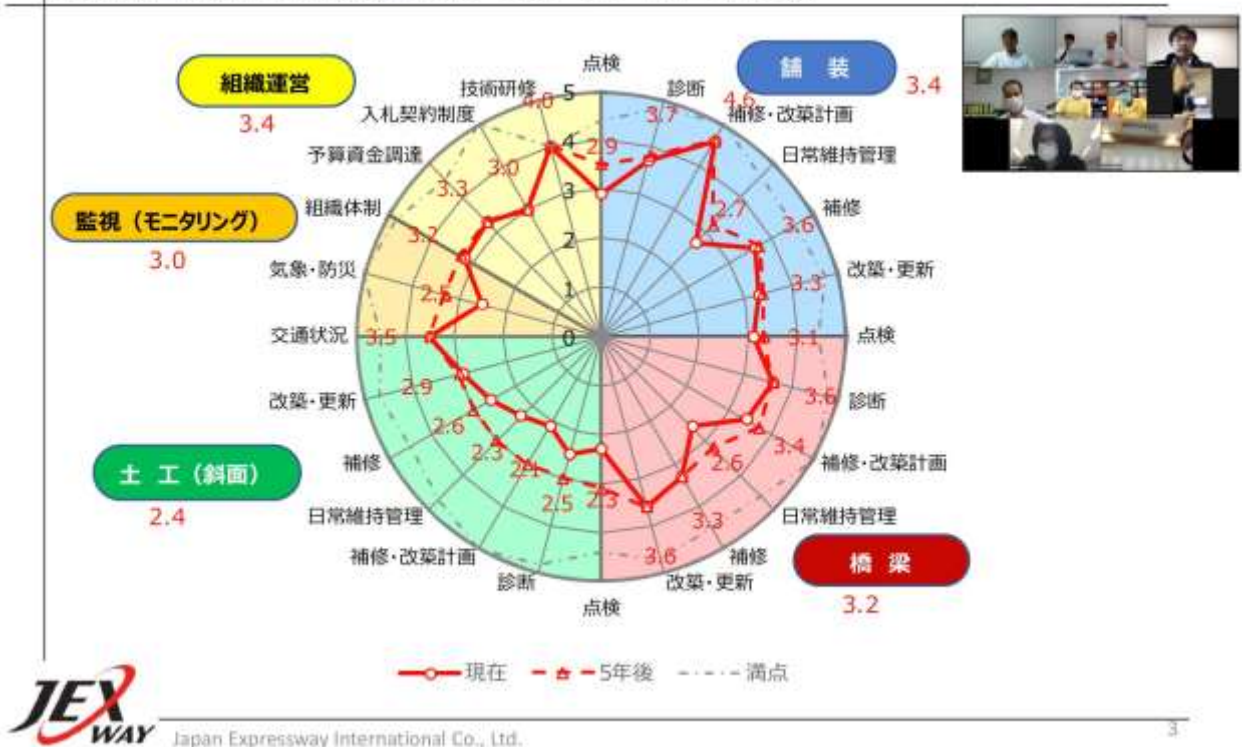 組織運営
3.4
監視（モニタリング）
3.0
土 工（斜面）
2.4
舗 装
3.4
橋 梁
3.2
点検
診断
補修・改築計画
日常維持管理
補修
改築・更新
点検
診断
補修・改築計画
日常維持管理
補修
改築・更新
点検
診断
補修・改築計画
日常維持管理
補修
改築・更新
交通状況
気象・防災
組織体制
予算資金調達
入札契約制度
技術研修
5
4
3
2
1
0
2.9
3.7
4.6
2.7
3.6
3.3
3.1
3.6
3.4
2.6
3.3
3.6
2.3
2.5
2.1
2.3
2.6
2.9
3.5
2.5
3.2
3.3
3.0
4.0
現在
5年後
満点
JEX
WAY
Japan Expressway International Co., Ltd.
3